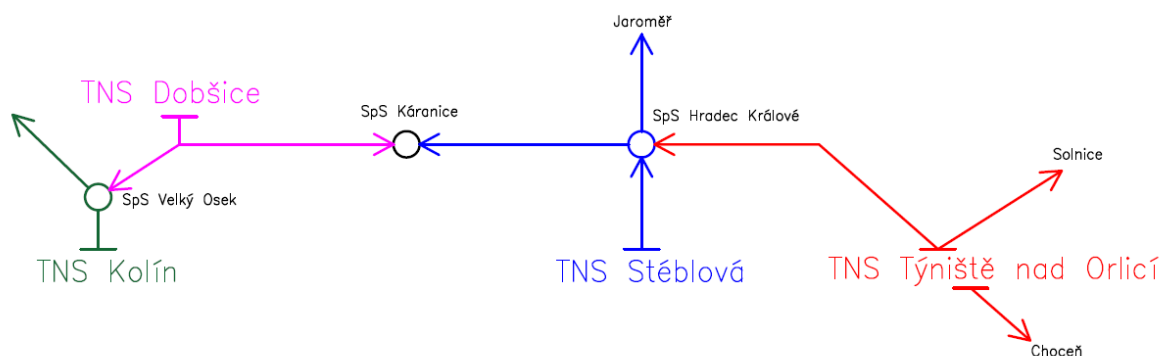 Jaroměř
TNS Dobšice
SpS Káranice
SpS Hradec Králové
Solnice
SpS Velký Osek
TNS Kolín
TNS Stéblová
TNS Týniště nad Orlicí
Choceň